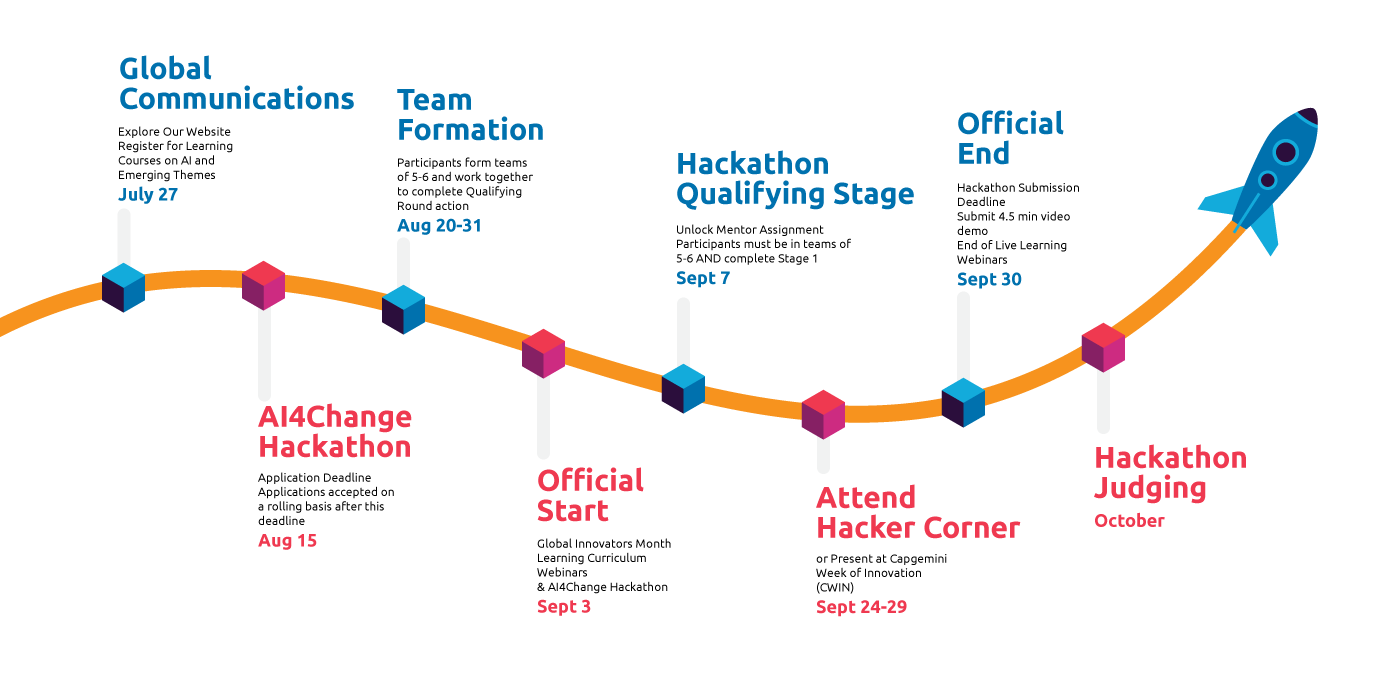 Global
Communications
Explore Our Website
Register for Learning
Courses on AI and
Emerging Themes
July 27
AI4Change
Hackathon
Application Deadline
Applications accepted on
a rolling basis after this
deadline
Aug 15
Team
Formation
Participants form teams
of 5-6 and work together
to complete Qualifying
Round action
Aug 20-31
Official
Start
Global Innovators Month
Learning Curriculum
Webinars
& AI4Change Hackathon
Sept 3
Hackathon
Qualifying Stage
Unlock Mentor Assignment
Participants must be in teams of
5-6 AND complete Stage 1
Sept 7
Attend
Hacker Corner
or Present at Capgemini
Week of Innovation
(CWIN)
Sept 24-29
Official
End
Hackathon Submission
Deadline
Submit 4.5 min video
demo
End of Live Learning
Webinars
Sept 30
Hackathon
Judging
October